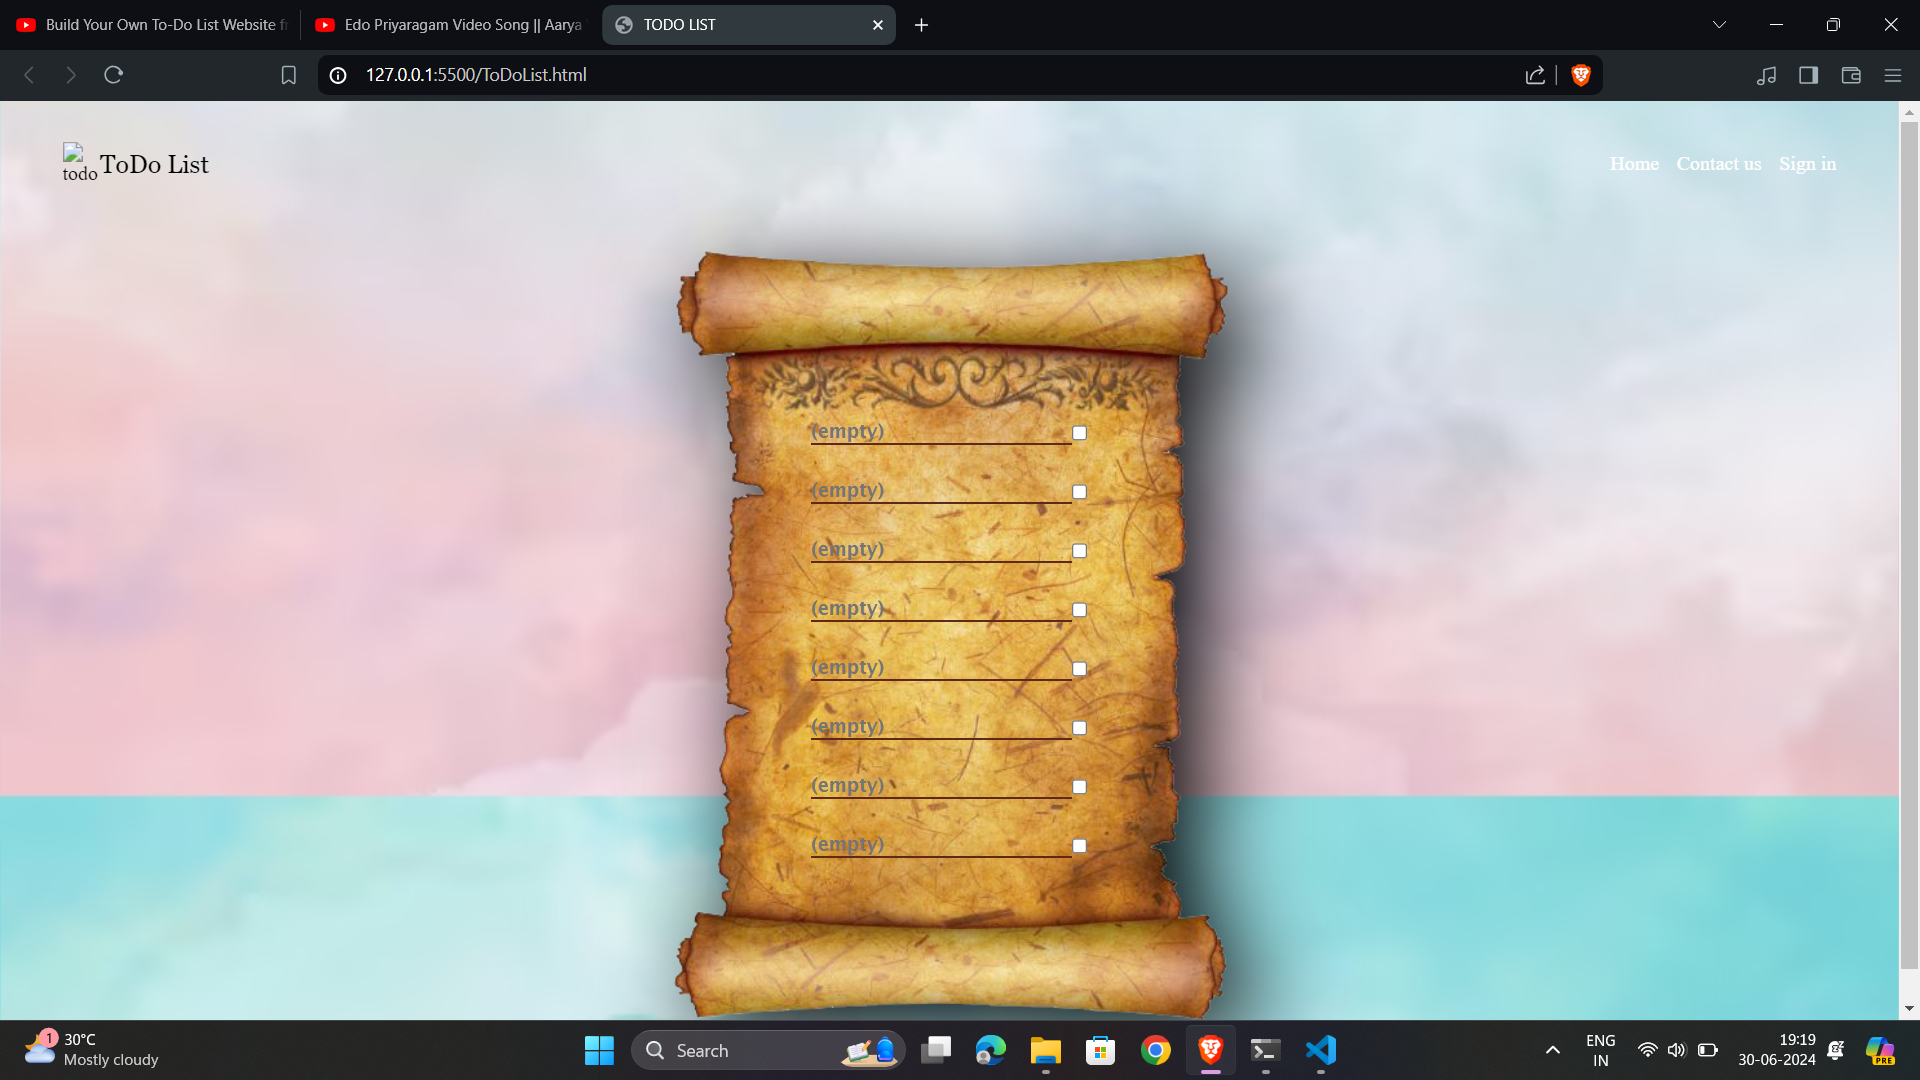 Build Your Own To-Do List Website fr
Edo Priyaragam Video Song || Aarya
TODO LIST
127.0.0.1:5500/ToDoList.html
todo ToDo List
Home Contact us Sign in
(empty)
(empty)
(empty)
(empty)
(empty)
(empty)
(empty)
(empty)
1
30°C
Mostly cloudy
Search
ENG
IN
19:19
30-06-2024
PRE